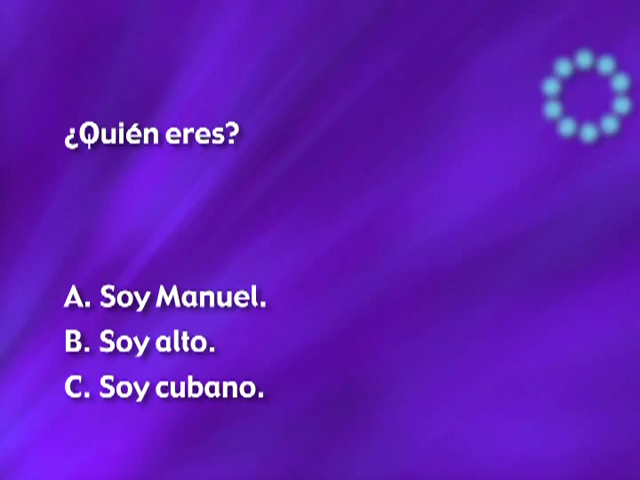 ¿Quién eres?
A. Soy Manuel.
B. Soy alto.
C. Soy cubano.